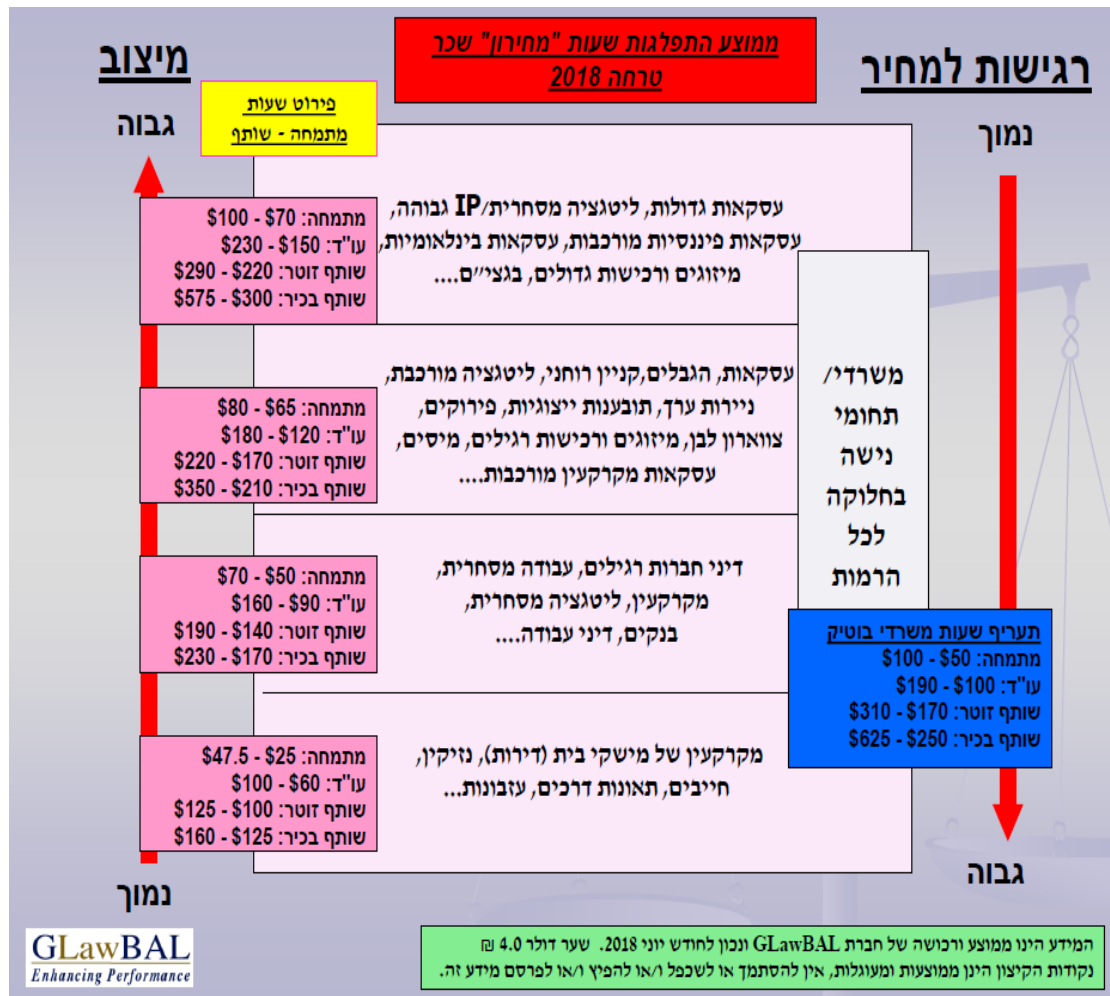 ממוצע התפלגות שעות "מחירון" שכר
טרחה 2018
רגישות למחיר
נמוך
גבוה
מיצוב
גבוה
נמוך
פירוט שעות
מתמחה - שותף
עסקאות גדולות, ליטגציה מסחרית/IP גבוהה,
עסקאות פיננסיות מורכבות, עסקאות בינלאומיות,
מיזוגים ורכישות גדולים, בגצי״ם....
מתמחה: $70 - $100
עו"ד: $150 - $230
שותף זוטר: $220 - $290
שותף בכיר: $300 - $575
עסקאות, הגבלים,קניין רוחני, ליטגציה מורכבת,
ניירות ערך, תובענות ייצוגיות, פירוקים,
צווארון לבן, מיזוגים ורכישות רגילים, מיסים,
עסקאות מקרקעין מורכבות....
מתמחה: $65 - $80
עו"ד: $120 - $180
שותף זוטר: $170 - $220
שותף בכיר: $210 - $350
דיני חברות רגילים, עבודה מסחרית,
מקרקעין, ליטגציה מסחרית,
בנקים, דיני עבודה....
מתמחה: $50 - $70
עו"ד: $90 - $160
שותף זוטר: $140 - $190
שותף בכיר: $170 - $230
מקרקעין של מישקי בית (דירות), נזיקין,
חייבים, תאונות דרכים, עזבונות...
מתמחה: $25 - $47.5
עו"ד: $60 - $100
שותף זוטר: $100 - $125
שותף בכיר: $125 - $160
משרדי/
תחומי
נישה
בחלוקה
לכל
הרמות
תעריף שעות משרדי בוטיק
מתמחה: $50 - $100
עו"ד: $100 - $190
שותף זוטר: $170 - $310
שותף בכיר: $250 - $625
המידע הינו ממוצע ורכושה של חברת GLawBAL ונכון לחודש יוני 2018. שער דולר 4.0 ₪
נקודות הקיצון הינן ממוצעות ומעוגלות, אין להסתמך או לשכפל ו/או להפיץ ו/או לפרסם מידע זה.
GLawBAL
Enhancing Performance